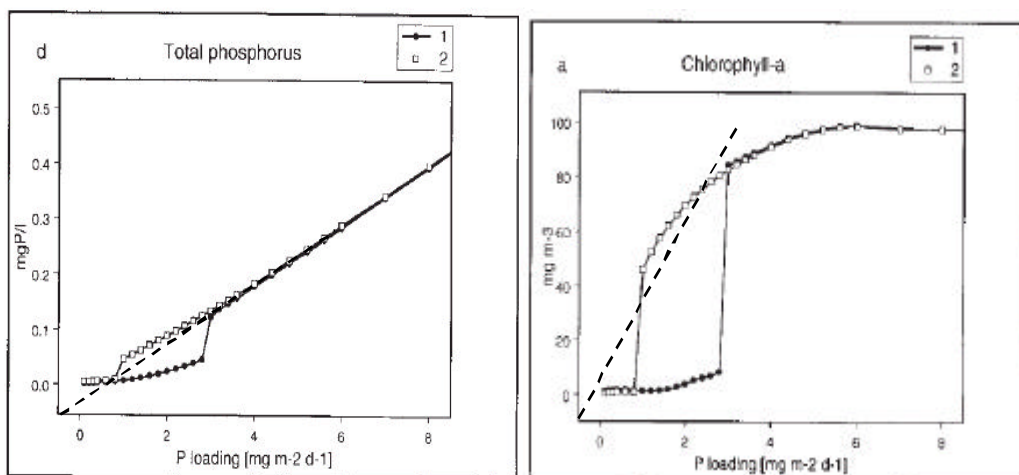 d Total phosphorus
1
2
mgP/l
0.5
0.4
0.3
0.2
0.1
0.0
0 2 4 6 8
P loading [mg m-2 d-1]
a Chlorophyll-a
1
2
mg m-3
100
80
60
40
20
0
0 2 4 6 8
P loading [mg m-2 d-1]